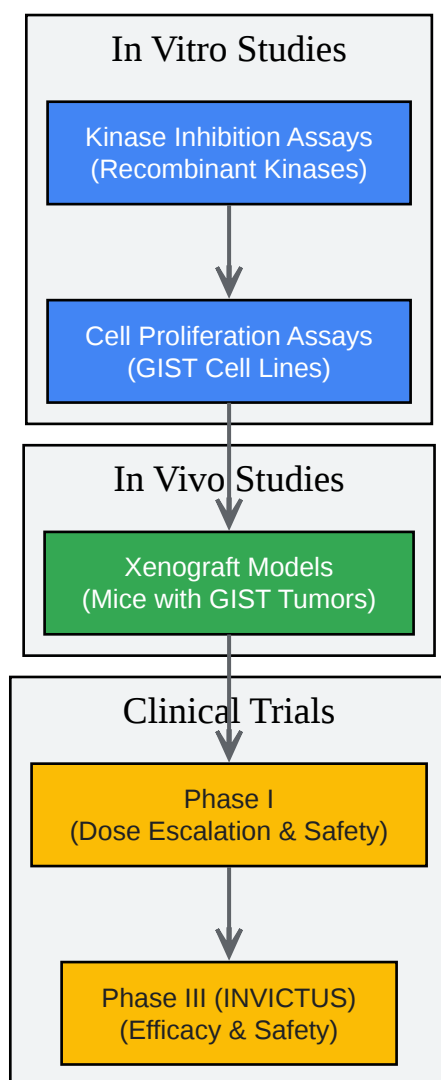 In Vitro Studies
Kinase Inhibition Assays
(Recombinant Kinases)
Cell Proliferation Assays
(GIST Cell Lines)
In Vivo Studies
Xenograft Models
(Mice with GIST Tumors)
Clinical Trials
Phase I
(Dose Escalation & Safety)
Phase III (INVICTUS)
(Efficacy & Safety)